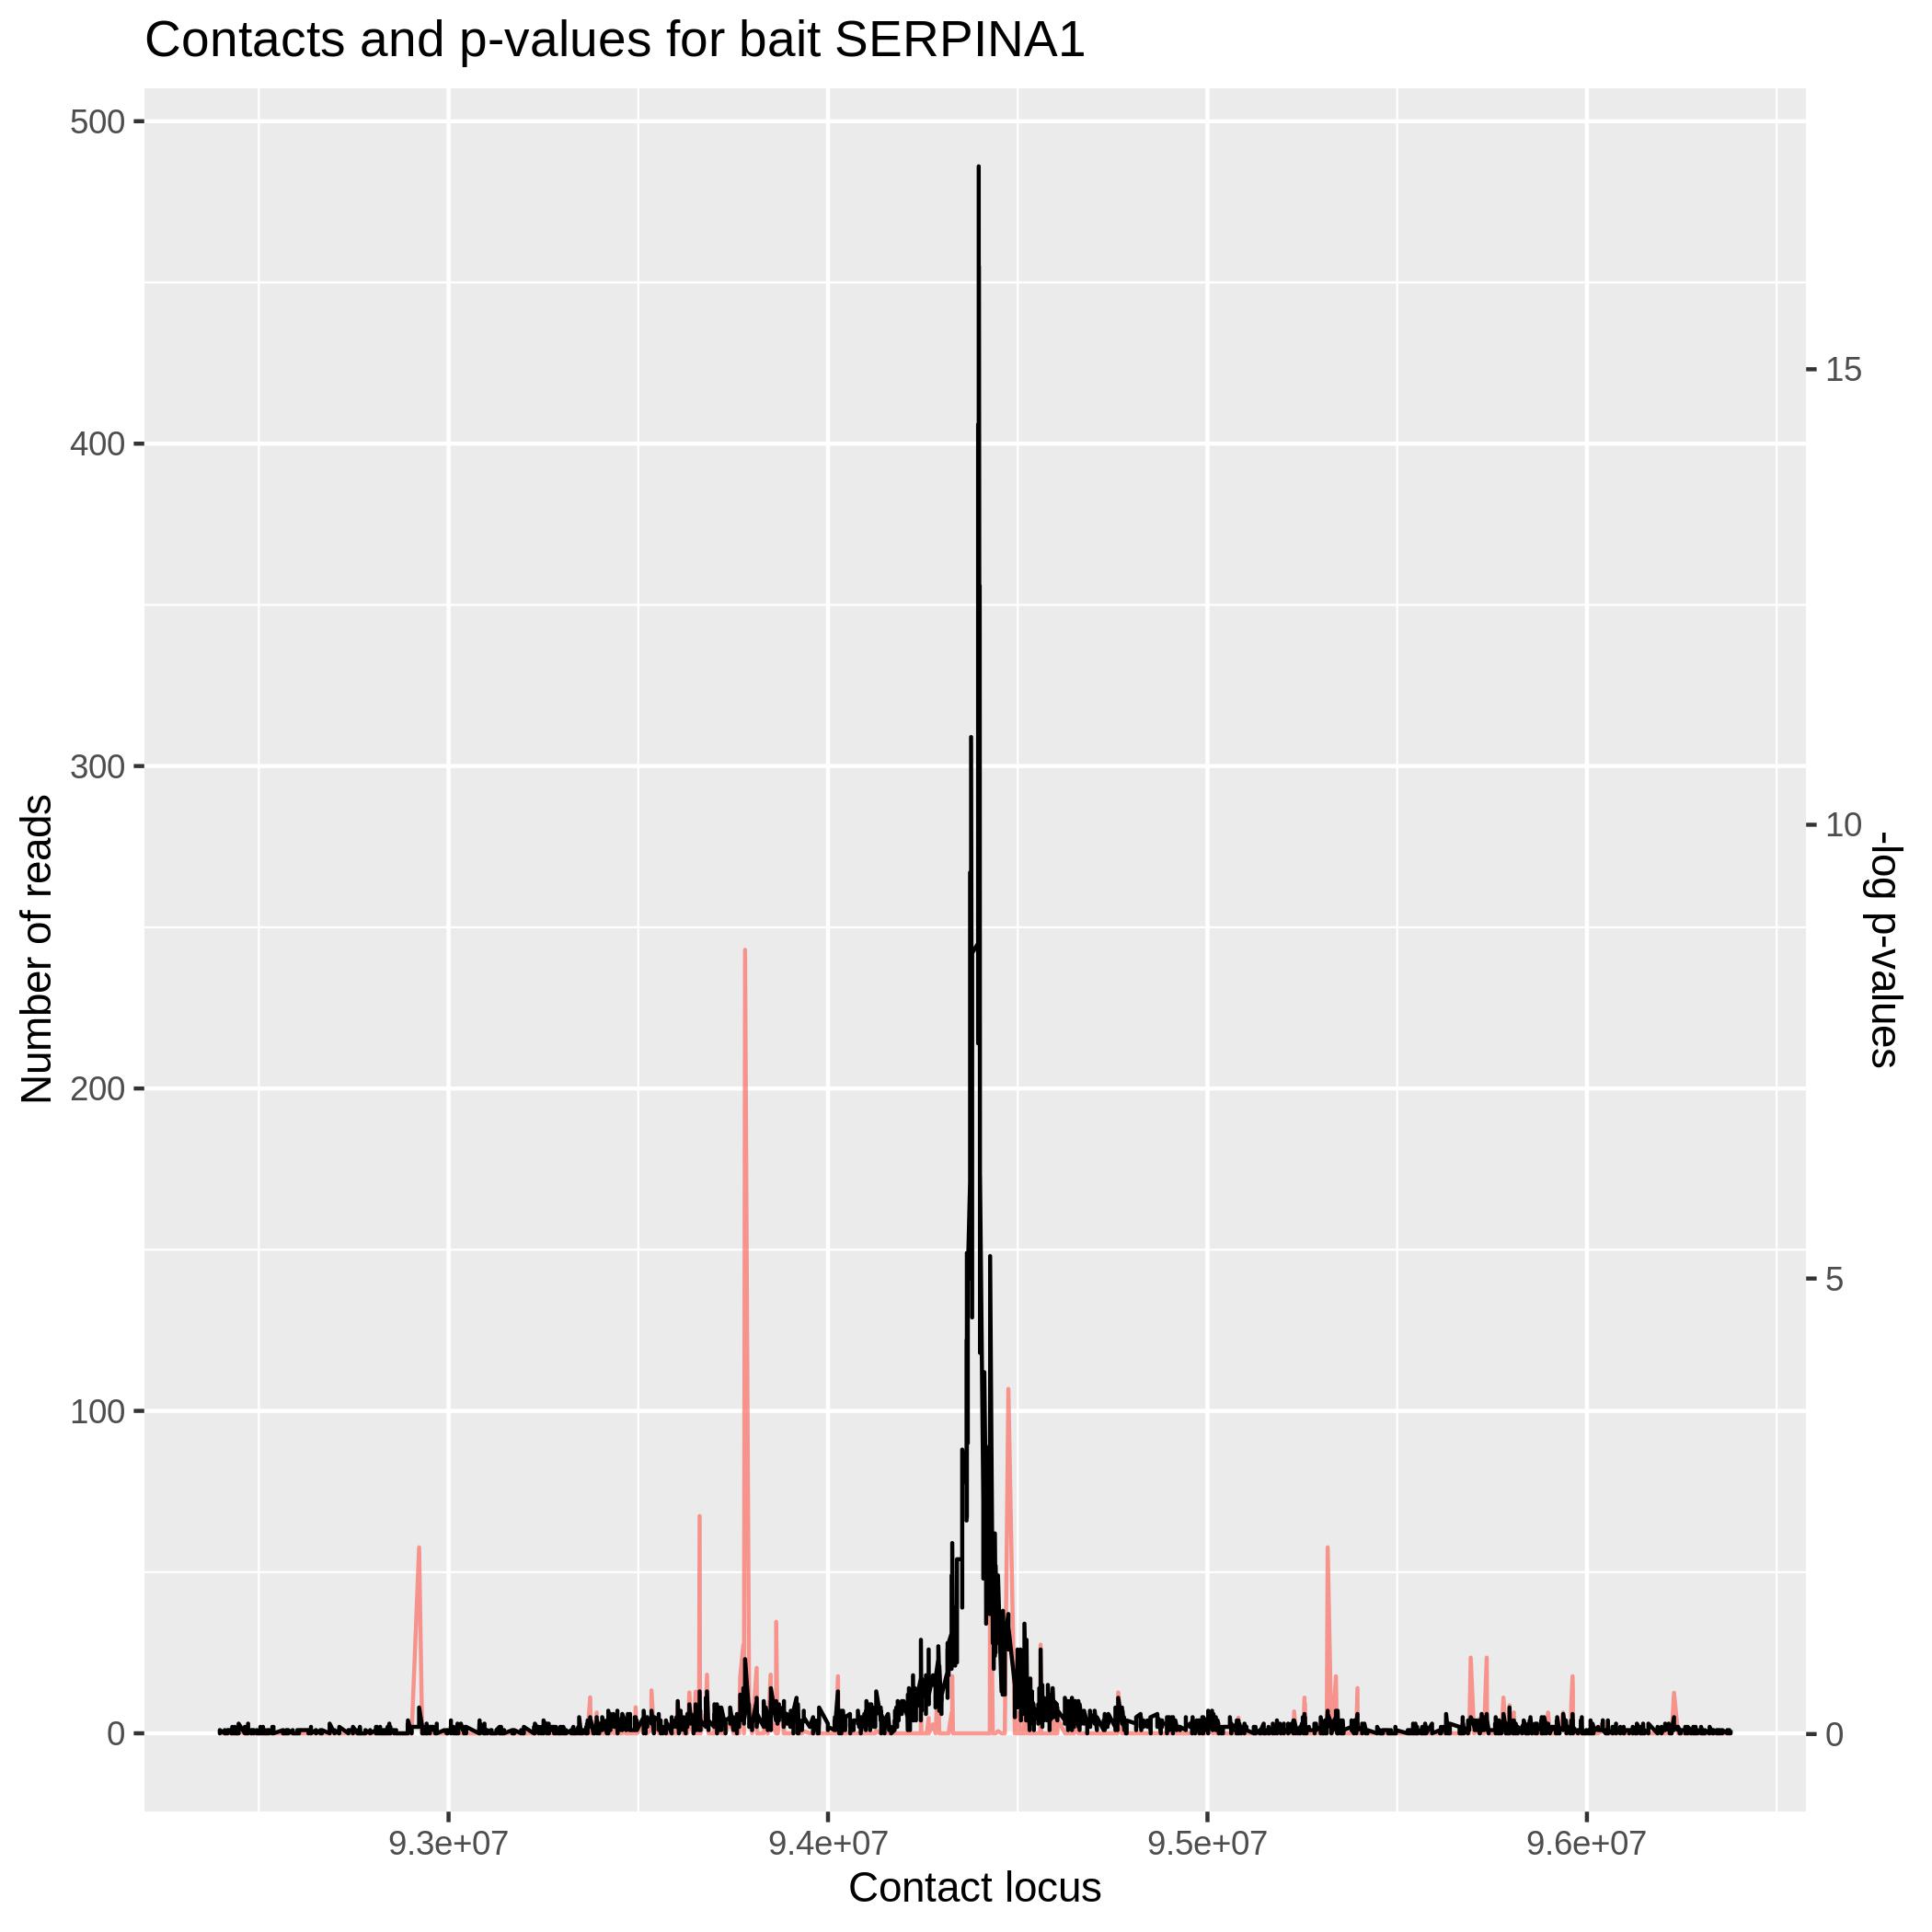 Contacts and p-values for bait SERPINA1
Number of reads
500
400
300
200
100
0
15
10
5
0
-log p-values
9.3e+07 9.4e+07 9.5e+07 9.6e+07
Contact locus